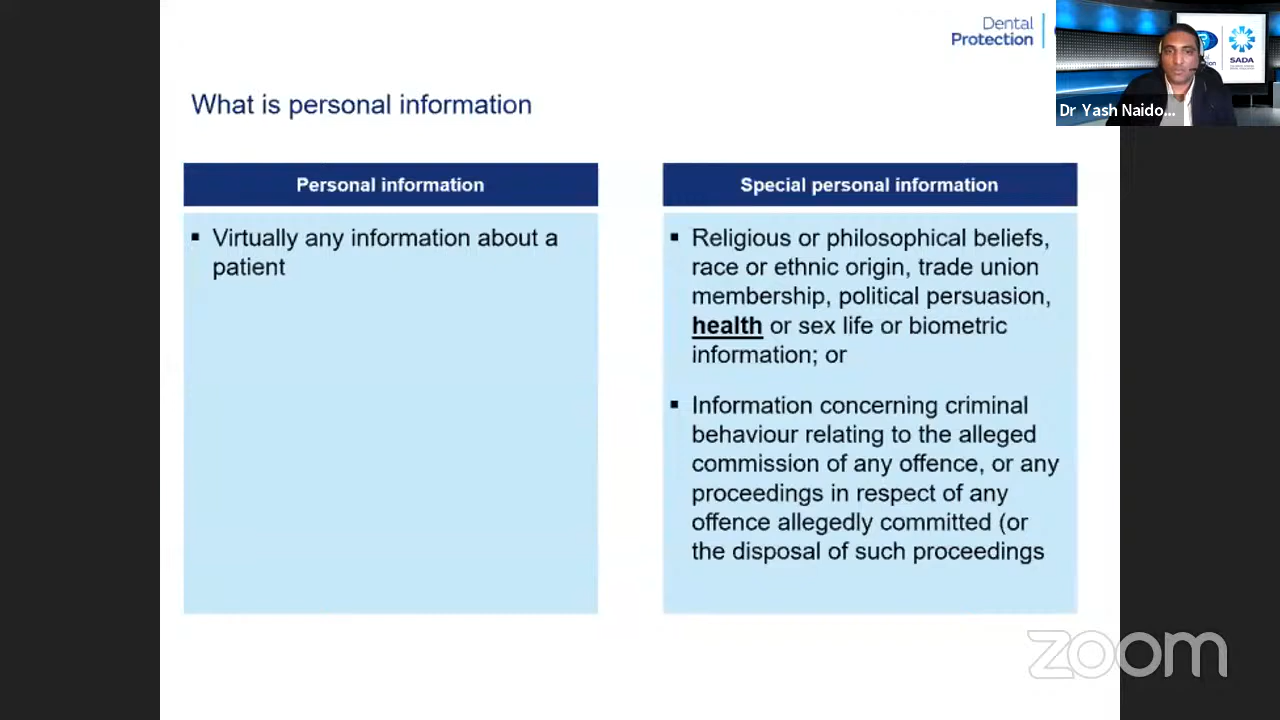 Dental
Protection
SADA
Dr Yash Naido...
What is personal information
Personal information
▪ Virtually any information about a
patient
Special personal information
▪ Religious or philosophical beliefs,
race or ethnic origin, trade union
membership, political persuasion,
health or sex life or biometric
information; or
▪ Information concerning criminal
behaviour relating to the alleged
commission of any offence, or any
proceedings in respect of any
offence allegedly committed (or
the disposal of such proceedings
zoom